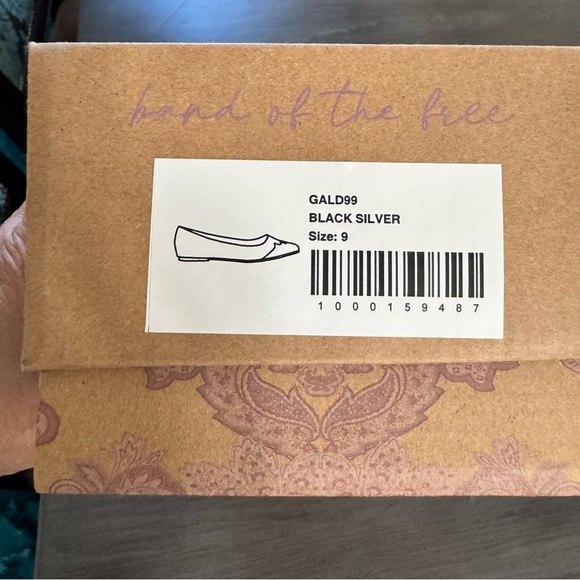 band of the free
GALD99
BLACK SILVER
Size: 9
1000159487